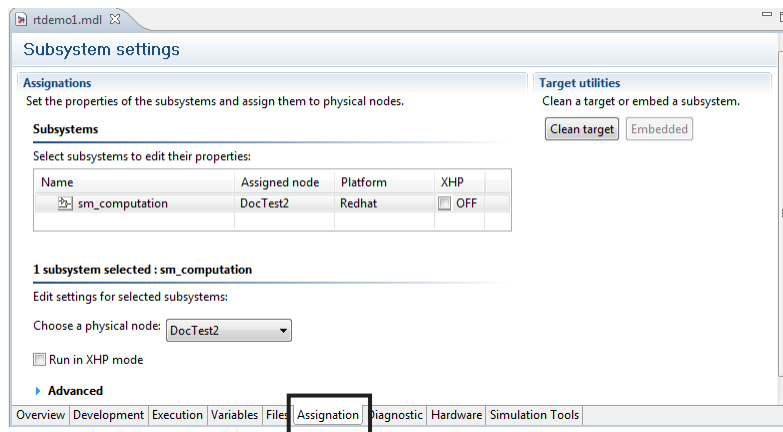 rtdemo1.mdl
Subsystem settings
Assignations
Set the properties of the subsystems and assign them to physical nodes.
Subsystems
Select subsystems to edit their properties:
Name Assigned node Platform XHP
sm_computation DocTest2 Redhat OFF
1 subsystem selected : sm_computation
Edit settings for selected subsystems:
Choose a physical node: DocTest2
Run in XHP mode
Advanced
Target utilities
Clean a target or embed a subsystem.
Clean target Embedded
Overview Development Execution Variables Files Assignation Diagnostic Hardware Simulation Tools